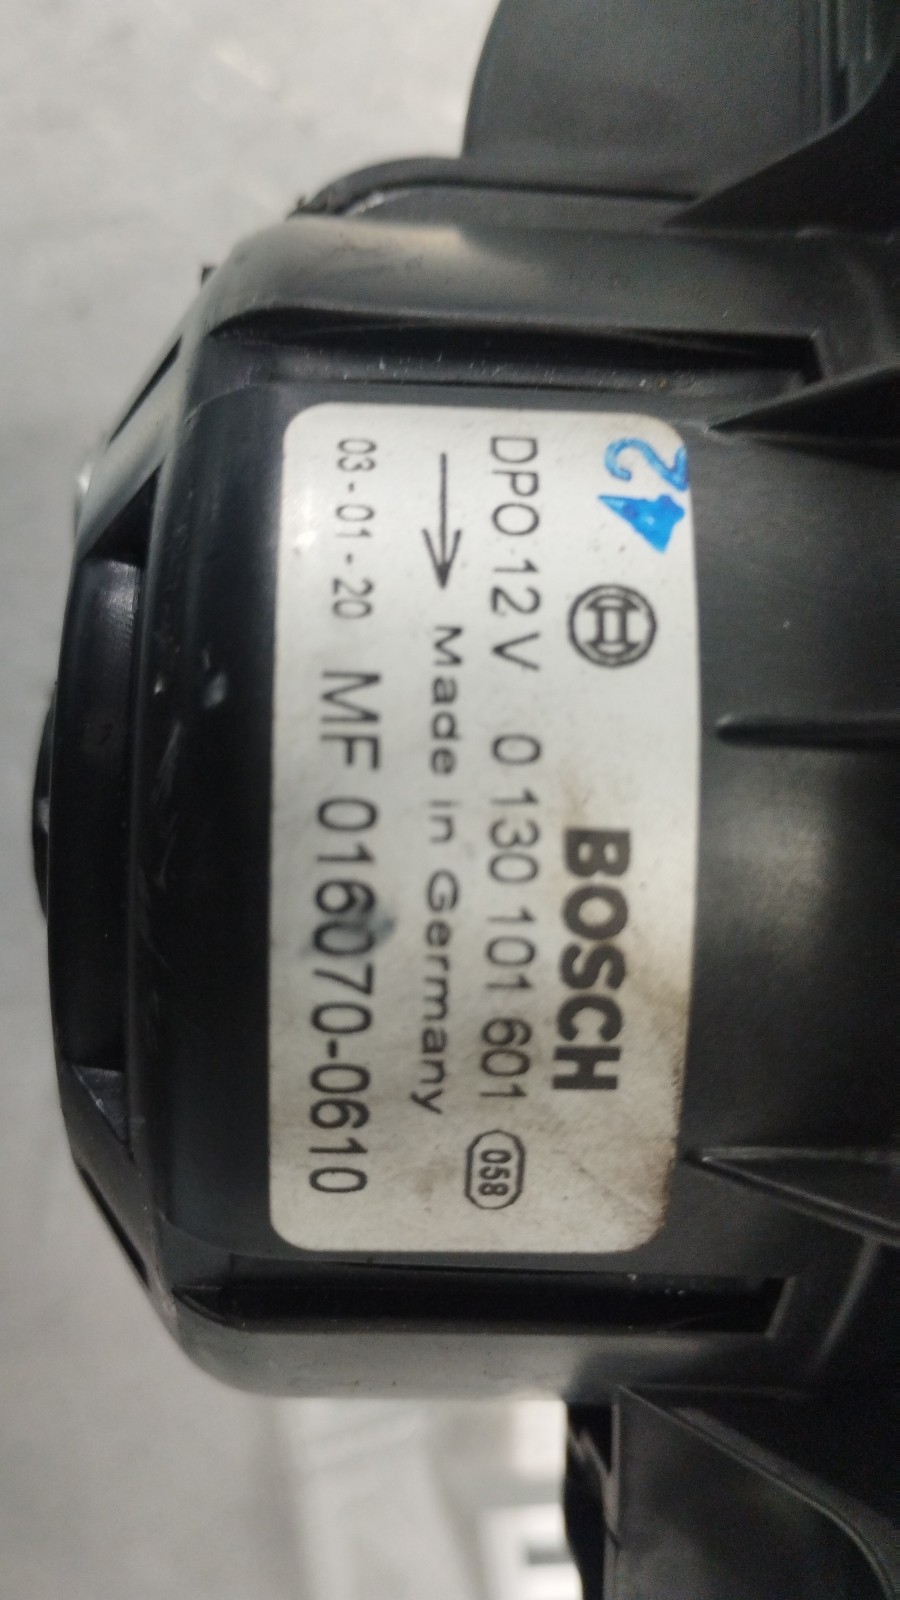 BOSCH
DPO 12 V 0 130 101 601 058
Made in Germany
03-01-20 MF 016070-0610